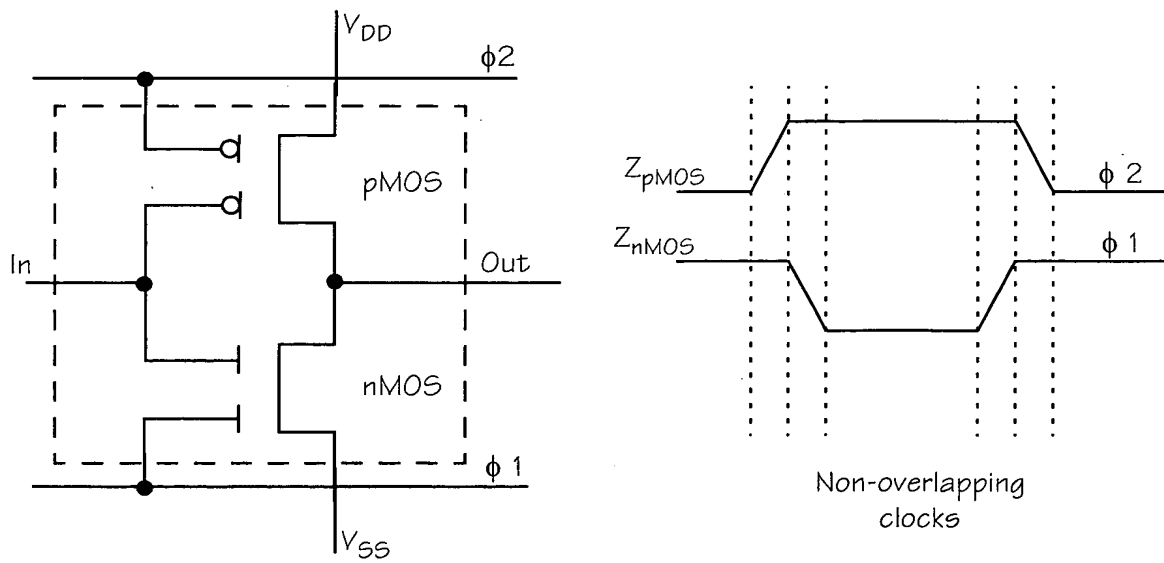 V_DD
ϕ2
pMOS
In
Out
nMOS
ϕ1
V_SS
Z_pMOS
ϕ 2
Z_nMOS
ϕ 1
Non-overlapping
clocks